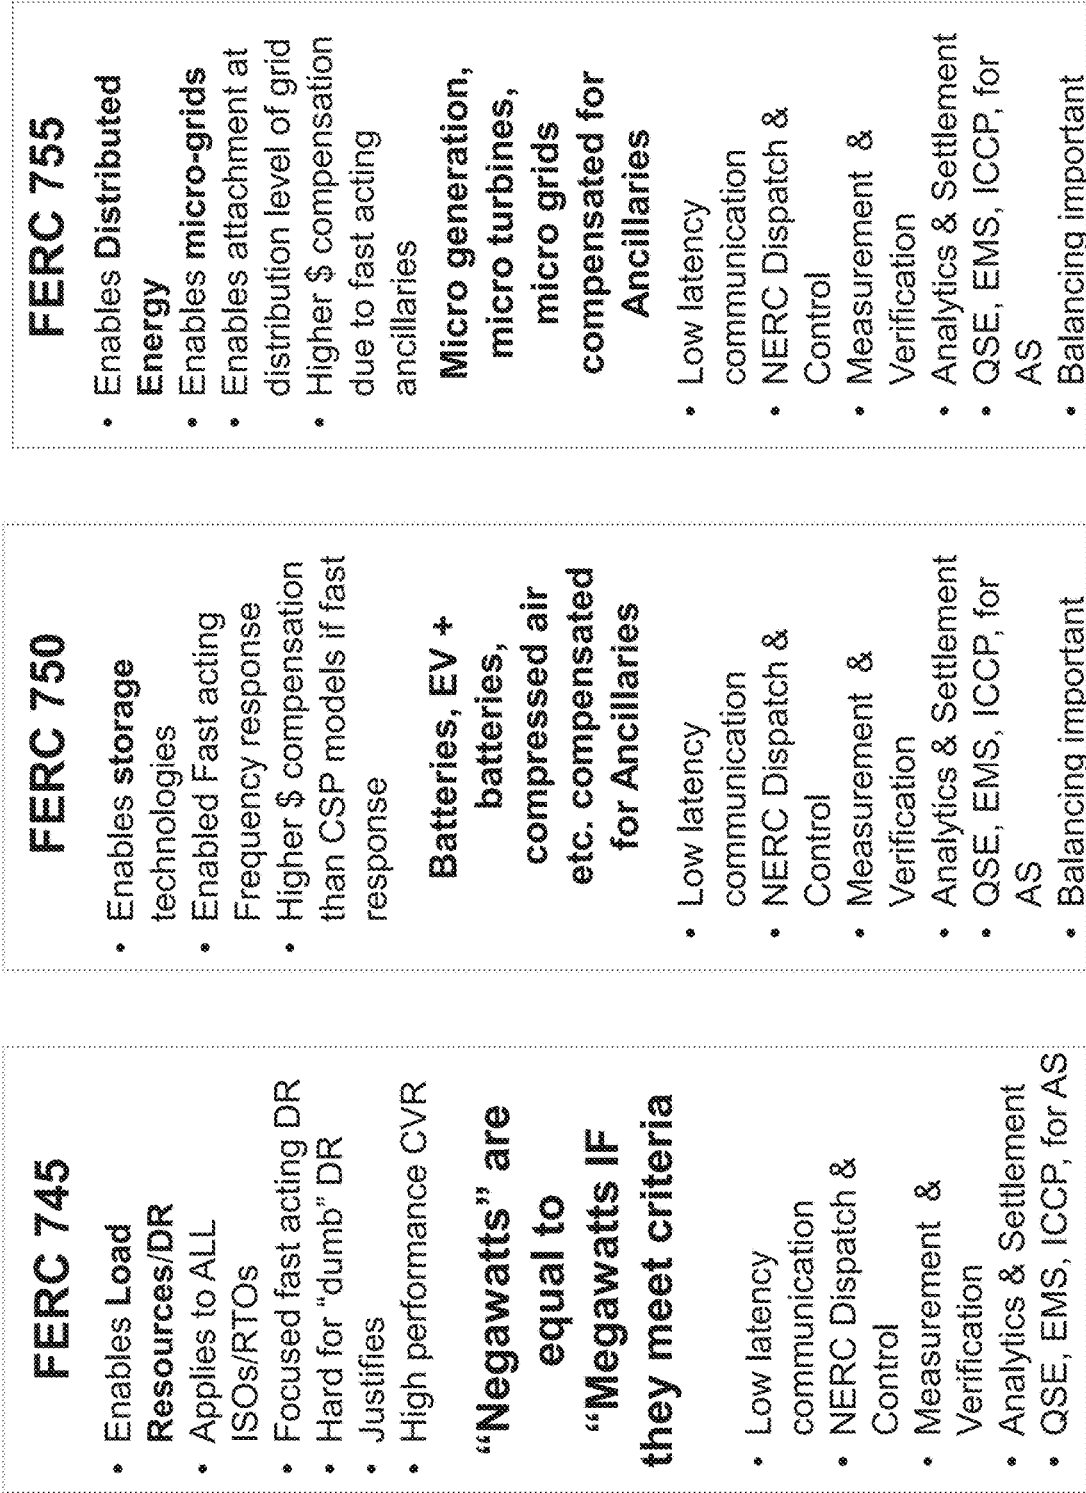 FERC 745
• Enables Load
Resources/DR
• Applies to ALL
ISOs/RTOs
• Focused fast acting DR
• Hard for “dumb” DR
• Justifies
• High performance CVR
“Negawatts” are
equal to
“Megawatts IF
they meet criteria
• Low latency
communication
• NERC Dispatch &
Control
• Measurement &
Verification
• Analytics & Settlement
• QSE, EMS, ICCP, for AS
FERC 750
• Enables storage
technologies
• Enabled Fast acting
Frequency response
• Higher $ compensation
than CSP models if fast
response
Batteries, EV +
batteries,
compressed air
etc. compensated
for Ancillaries
• Low latency
communication
• NERC Dispatch &
Control
• Measurement &
Verification
• Analytics & Settlement
• QSE, EMS, ICCP, for
AS
• Balancing important
FERC 755
• Enables Distributed
Energy
• Enables micro-grids
• Enables attachment at
distribution level of grid
• Higher $ compensation
due to fast acting
ancillaries
Micro generation,
micro turbines,
micro grids
compensated for
Ancillaries
• Low latency
communication
• NERC Dispatch &
Control
• Measurement &
Verification
• Analytics & Settlement
• QSE, EMS, ICCP, for
AS
• Balancing important